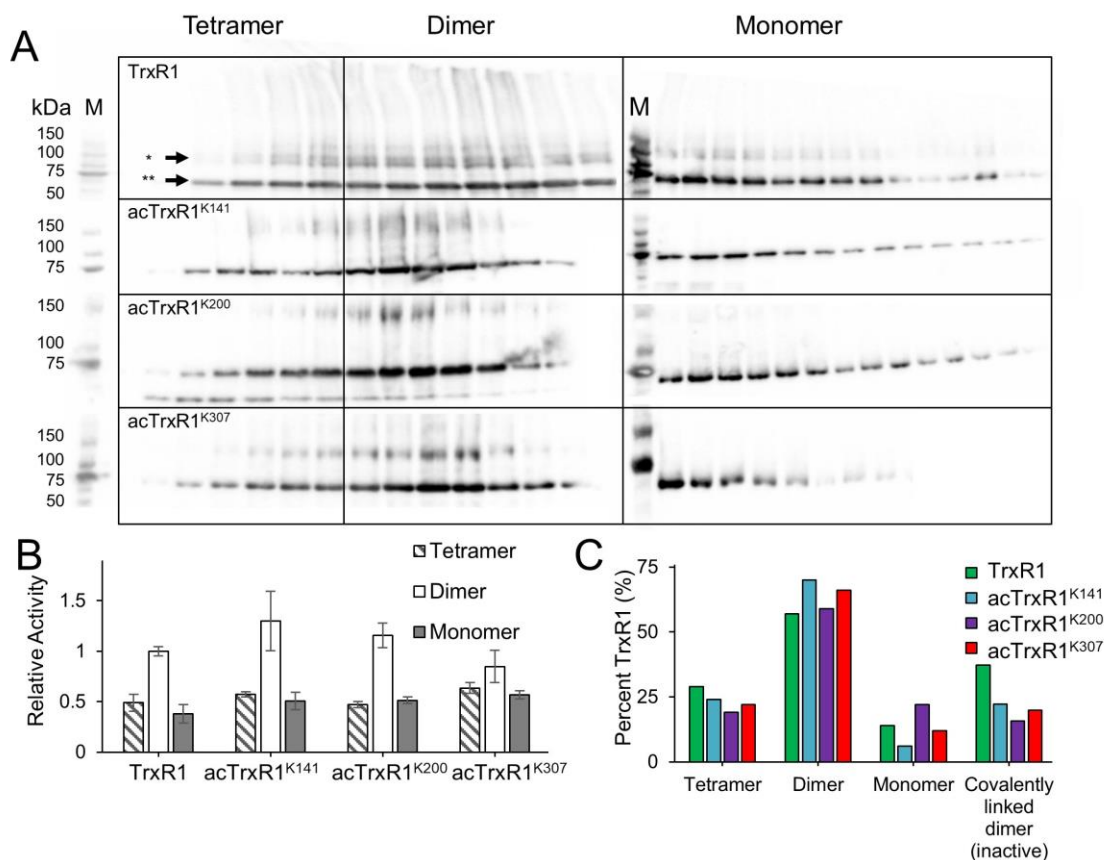 Tetramer Dimer Monomer
A
TrxR1
kDa M M
150
100 *
75
50 **
acTrxR1K141
150
100
75
acTrxR1K200
150
100
75
acTrxR1K307
150
100
75
50
B
Relative Activity
1.5
1
0.5
0
Tetramer
Dimer
Monomer
TrxR1 acTrxR1K141 acTrxR1K200 acTrxR1K307
C
Percent TrxR1 (%)
75
50
25
0
TrxR1
acTrxR1K141
acTrxR1K200
acTrxR1K307
Tetramer Dimer Monomer Covalently
linked
dimer
(inactive)